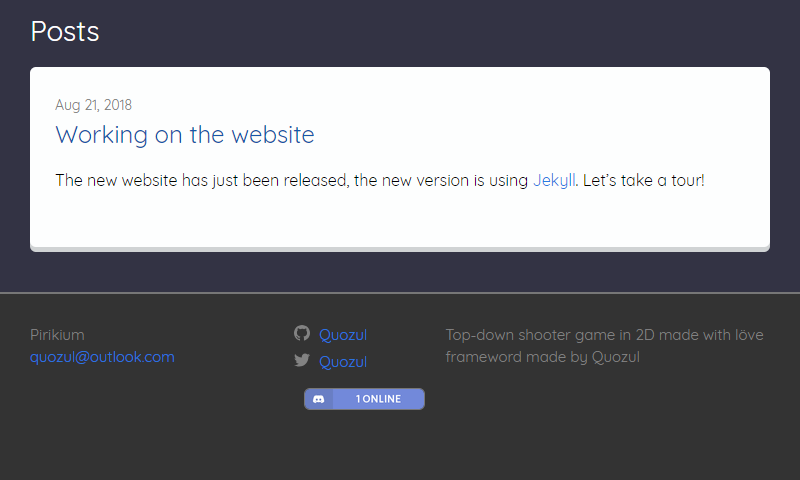 Posts
Aug 21, 2018
Working on the website
The new website has just been released, the new version is using Jekyll. Let's take a tour!
Pirikium
quozul@outlook.com
Quozul
Quozul
1 ONLINE
Top-down shooter game in 2D made with löve
frameword made by Quozul